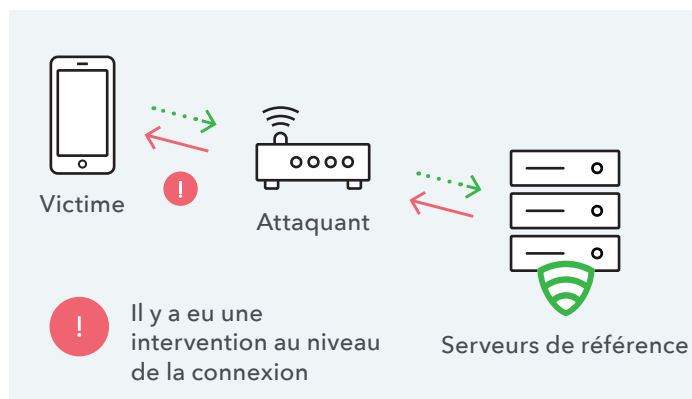 Victime
!
Attaquant
!
Il y a eu une
intervention au niveau
de la connexion
Serveurs de référence